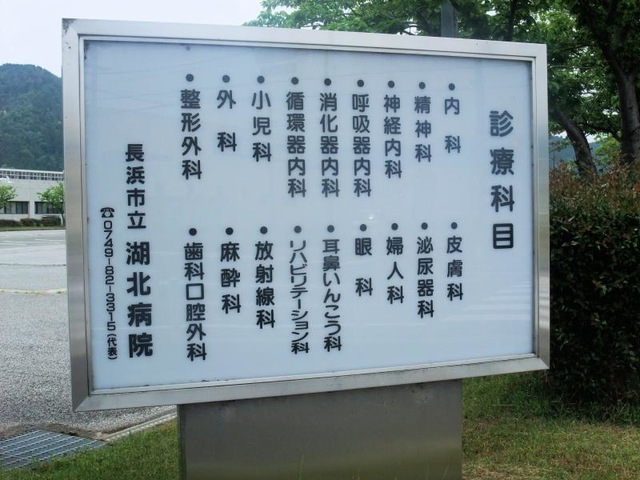 診療科目
・内科
・精神科
・神経内科
・呼吸器内科
・消化器内科
・循環器内科
・小児科
・外科
・整形外科
・皮膚科
・泌尿器科
・婦人科
・眼科
・耳鼻いんこう科
・リハビリテーション科
・放射線科
・麻酔科
・歯科口腔外科
長浜市立 湖北病院
☎0749-82-3315(代表)